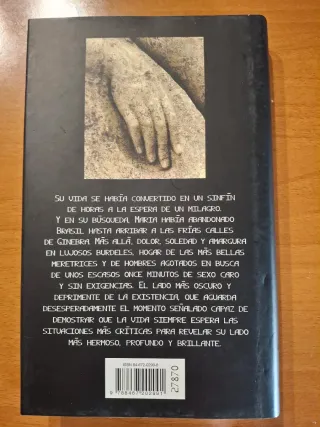 SU VIDA SE HABÍA CONVERTIDO EN UN SINFÍN
DE HORAS A LA ESPERA DE UN MILAGRO.
Y EN SU BÚSQUEDA, MARIA HABÍA ABANDONADO
BRASIL HASTA ARRIBAR A LAS FRÍAS CALLES
DE GINEBRA. MÁS ALLÁ, DOLOR, SOLEDAD Y AMARGURA
EN LUJOSOS BURDELES, HOGAR DE LAS MÁS BELLAS
MERETRICES Y DE HOMBRES AGOTADOS EN BUSCA
DE UNOS ESCASOS ONCE MINUTOS DE SEXO CARO
Y SIN EXIGENCIAS. EL LADO MÁS OSCURO Y
DEPRIMENTE DE LA EXISTENCIA, QUE AGUARDA
DESESPERADAMENTE EL MOMENTO SEÑALADO CAPAZ DE
DEMOSTRAR QUE LA VIDA SIEMPRE ESPERA LAS
SITUACIONES MÁS CRÍTICAS PARA REVELAR SU LADO
MÁS HERMOSO, PROFUNDO Y BRILLANTE.
27870